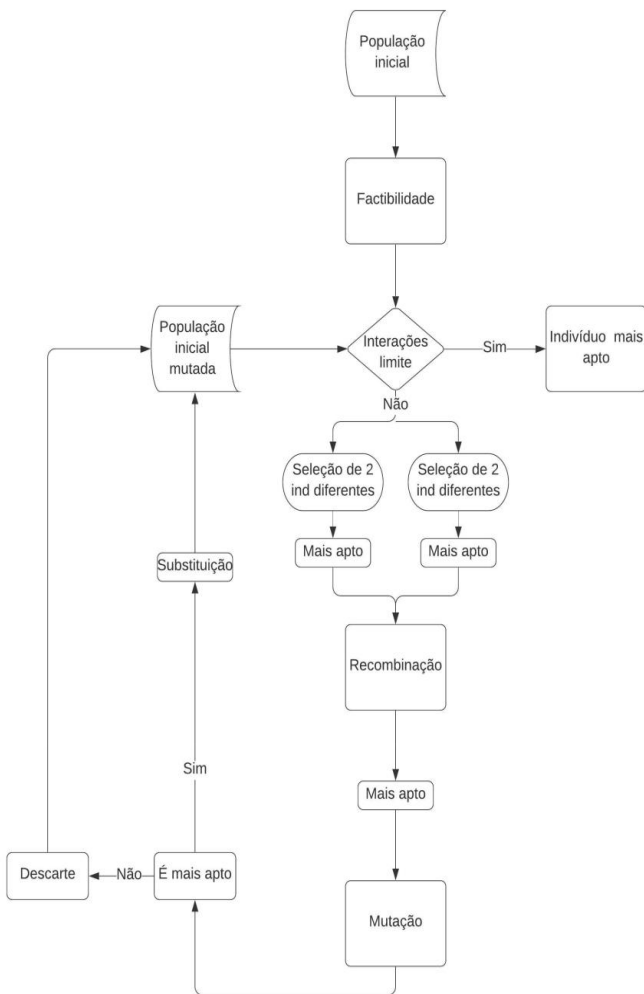 População
inicial
Factibilidade
População
inicial
mutada
Interações
limite
Sim
Indivíduo mais
apto
Não
Seleção de 2
ind diferentes
Seleção de 2
ind diferentes
Mais apto
Mais apto
Substituição
Recombinação
Sim
Mais apto
Descarte
Não
É mais apto
Mutação